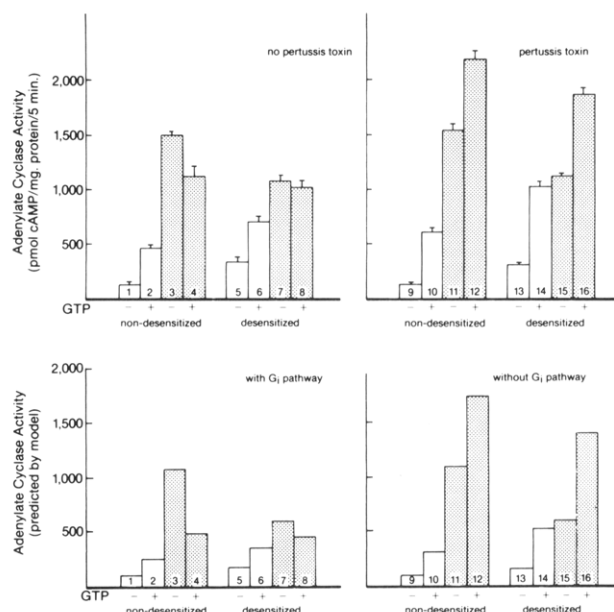 Adenylate Cyclase Activity
(pmol cAMP/mg. protein/5 min.)
no pertussis toxin
pertussis toxin
2,000
1,500
1,000
500
1 2 3 4 5 6 7 8
9 10 11 12 13 14 15 16
GTP − + − + − + − +
− + − + − + − +
non-desensitized desensitized
non-desensitized desensitized
Adenylate Cyclase Activity
(predicted by model)
with Gi pathway
without Gi pathway
2,000
1,500
1,000
500
1 2 3 4 5 6 7 8
9 10 11 12 13 14 15 16
GTP − + − + − + − +
− + − + − + − +
non-desensitized desensitized
non-desensitized desensitized